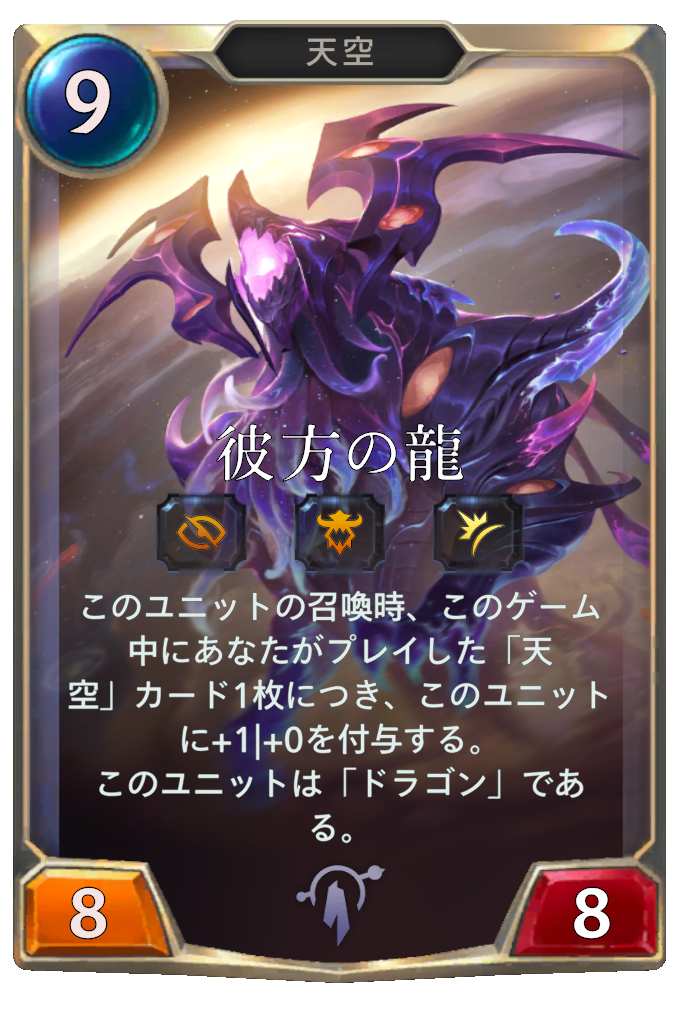 天空
9
彼方の龍
このユニットの召喚時、このゲーム
中にあなたがプレイした「天
空」カード1枚につき、このユニット
に+1|+0を付与する。
このユニットは「ドラゴン」であ
る。
8
8